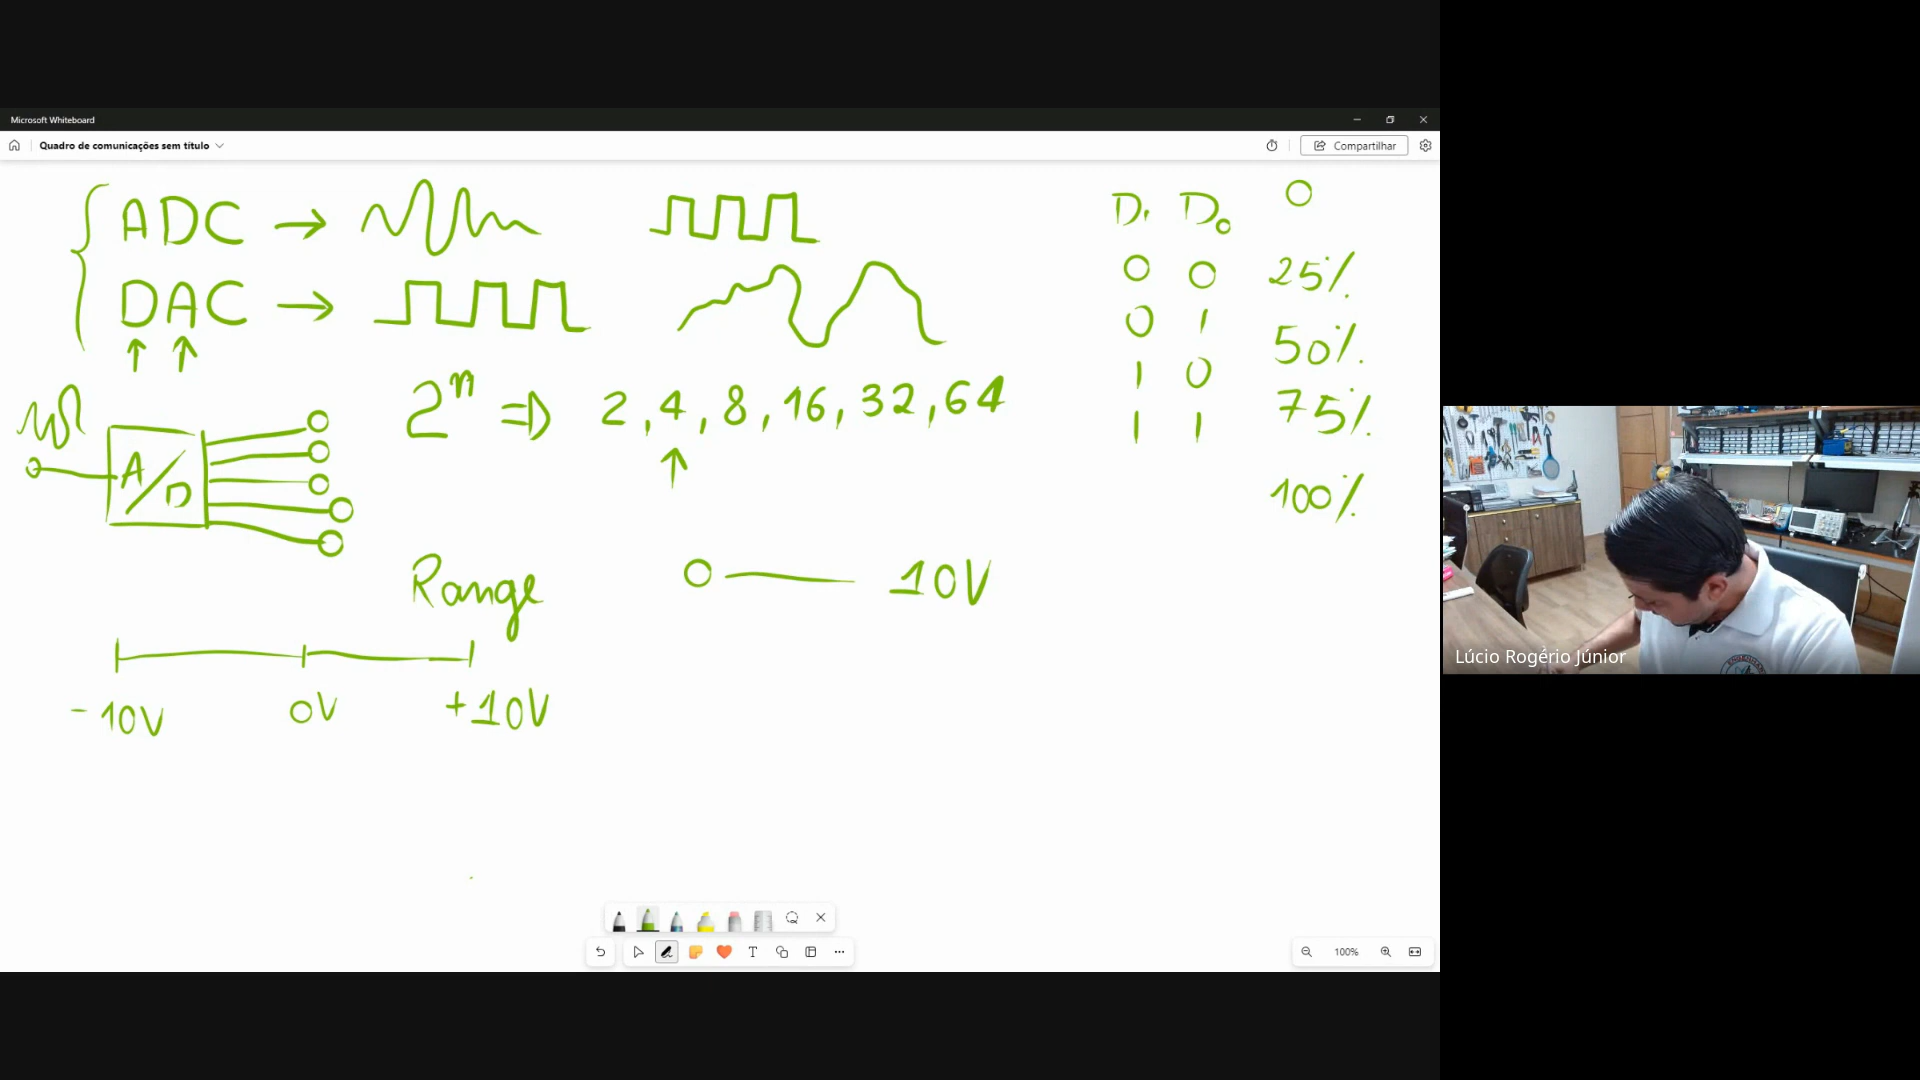 Microsoft Whiteboard
Quadro de comunicações sem título
Compartilhar
ADC →
DAC →
A/D
2ⁿ ⇒ 2, 4, 8, 16, 32, 64
Range
0 — 10V
-10V 0V +10V
D₁ D₀ 0
0 0 25%
0 1 50%
1 0 75%
1 1
100%
T
100%
Lúcio Rogério Júnior